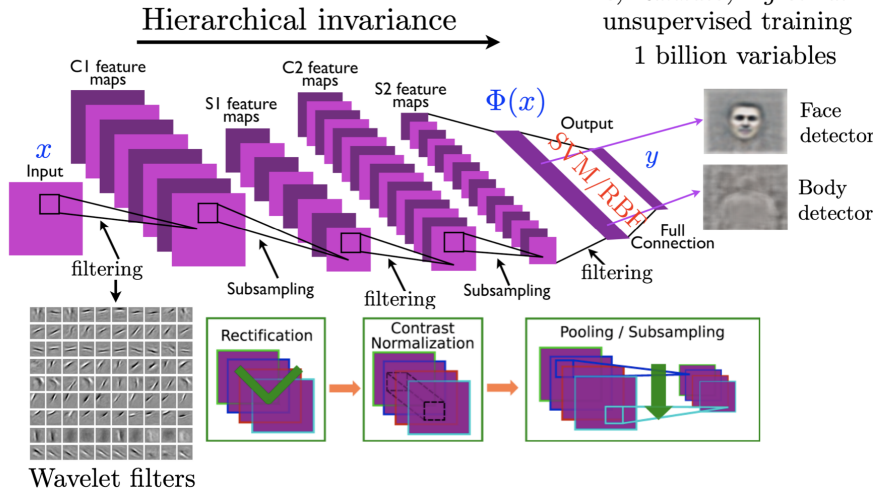 Hierarchical invariance
unsupervised training
1 billion variables
C1 feature
maps
S1 feature
maps
C2 feature
maps
S2 feature
maps
Φ(x)
Output
SVM/RBF
y
x
Input
Face
detector
Body
detector
Full
Connection
filtering
Subsampling
filtering
Subsampling
filtering
Rectification
Contrast
Normalization
Pooling / Subsampling
Wavelet filters